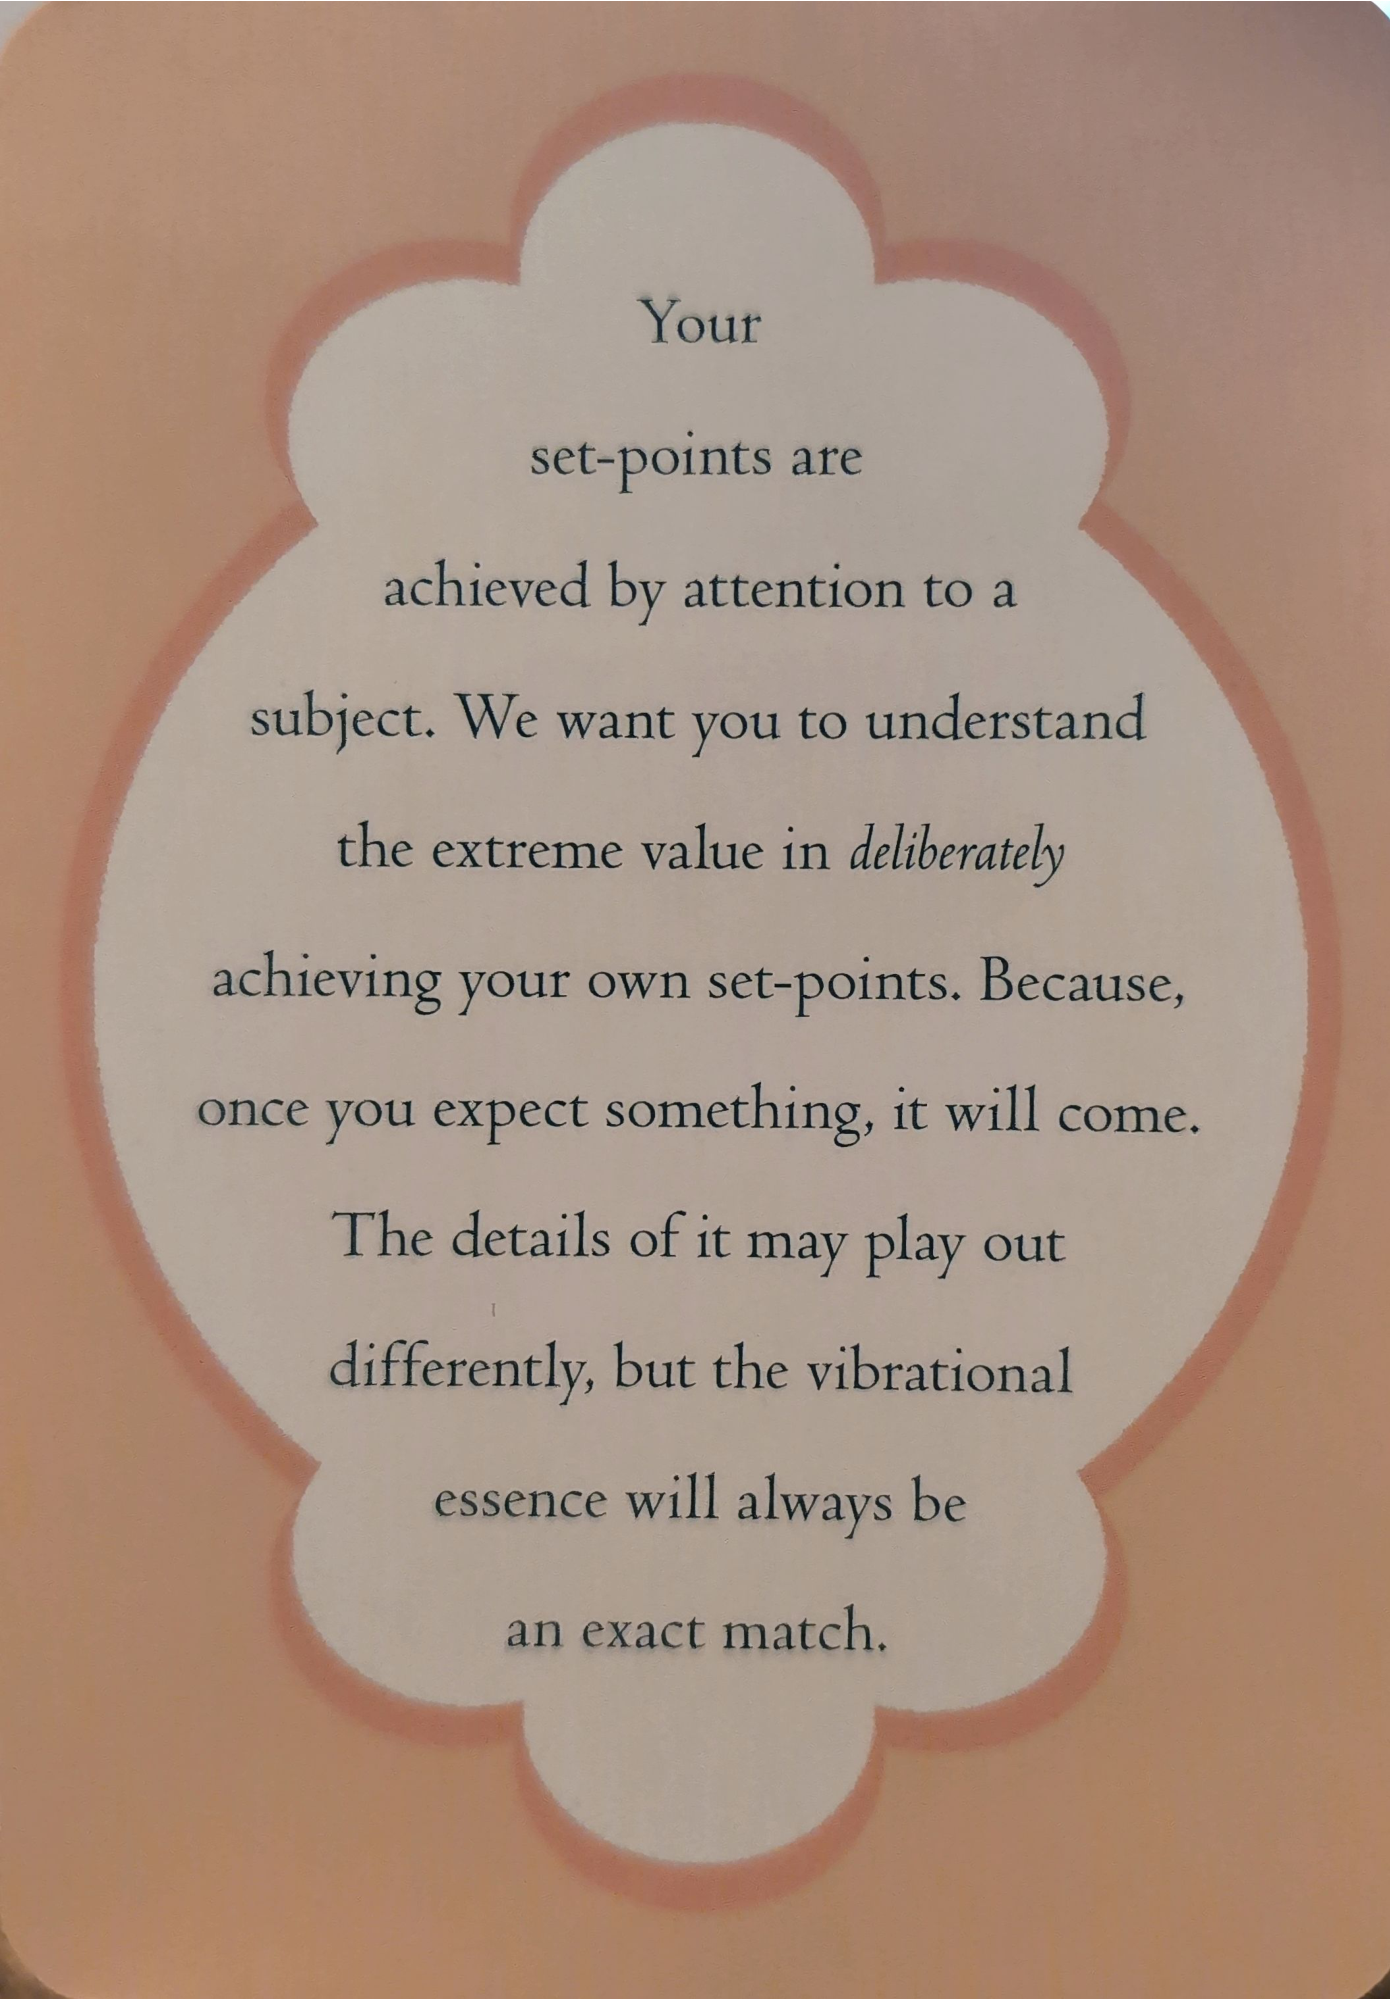 Your
set-points are
achieved by attention to a
subject. We want you to understand
the extreme value in deliberately
achieving your own set-points. Because,
once you expect something, it will come.
The details of it may play out
differently, but the vibrational
essence will always be
an exact match.